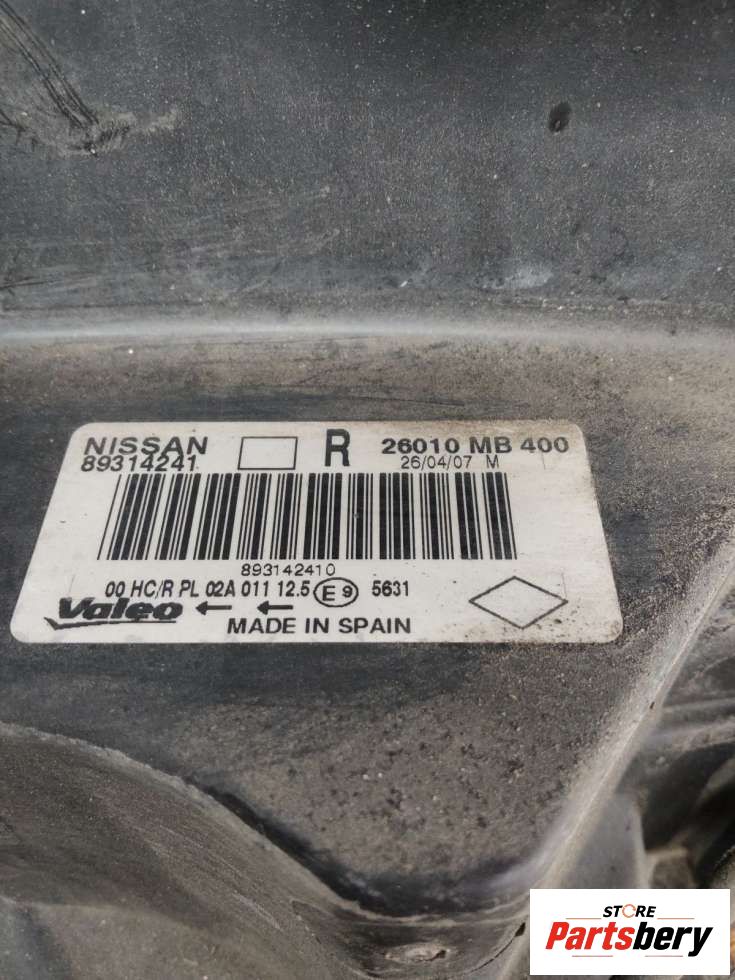 NISSAN R 26010 MB 400
89314241 26/04/07 M
893142410
00 HC/R PL 02A 011 12.5 E9 5631
Valeo ← ←
MADE IN SPAIN
STORE
Partsbery